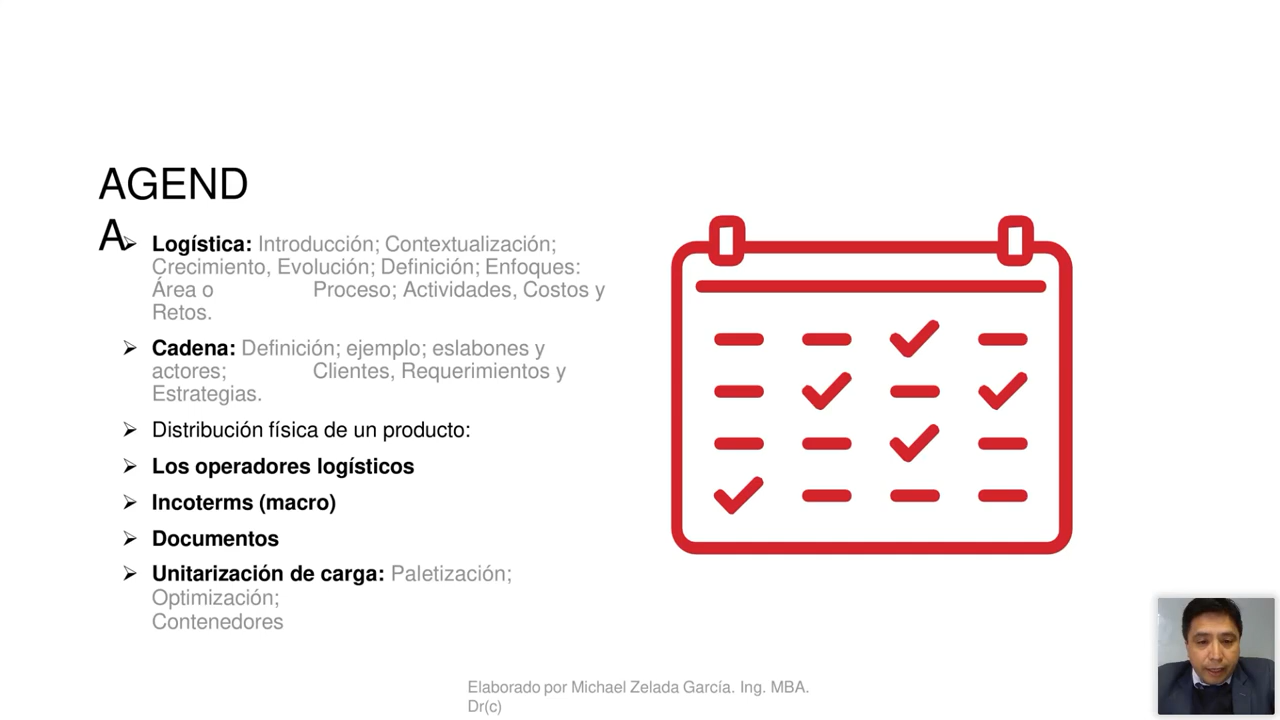 AGEND
A
➢ Logística: Introducción; Contextualización;
Crecimiento, Evolución; Definición; Enfoques:
Área o Proceso; Actividades, Costos y
Retos.
➢ Cadena: Definición; ejemplo; eslabones y
actores; Clientes, Requerimientos y
Estrategias.
➢ Distribución física de un producto:
➢ Los operadores logísticos
➢ Incoterms (macro)
➢ Documentos
➢ Unitarización de carga: Paletización;
Optimización;
Contenedores
Elaborado por Michael Zelada García. Ing. MBA.
Dr(c)